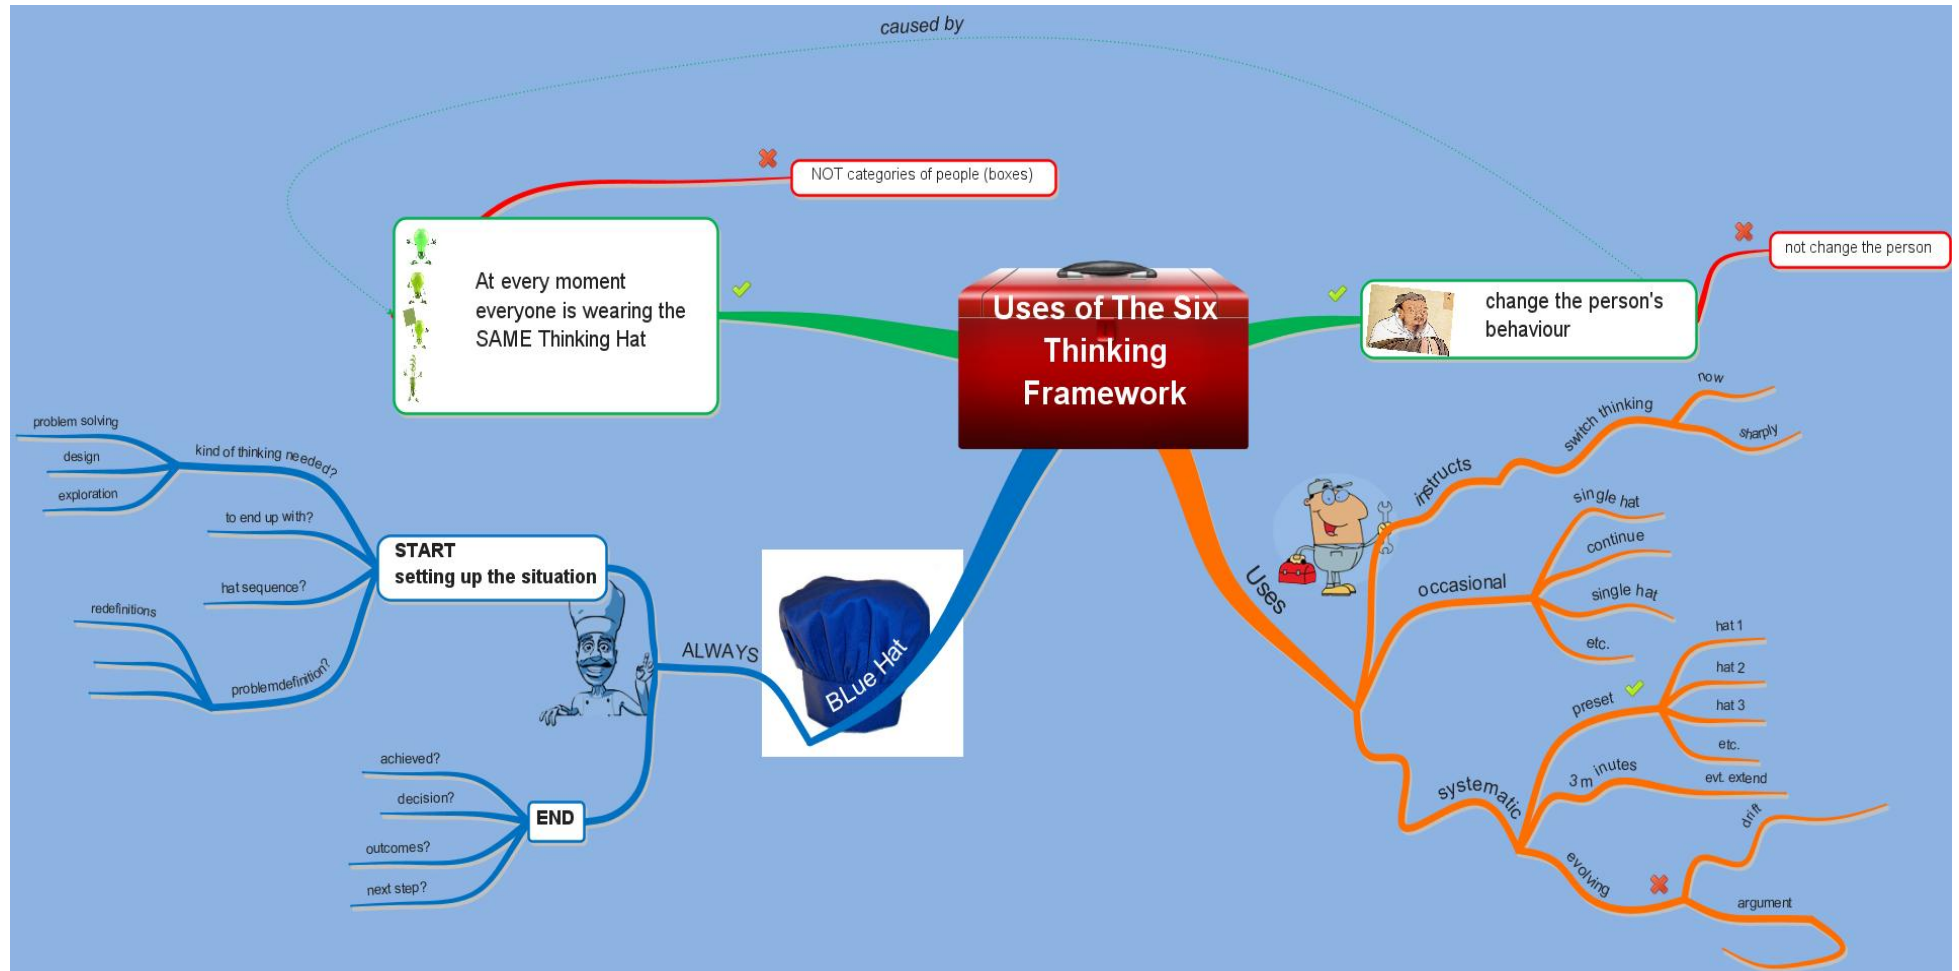 caused by
NOT categories of people (boxes)
At every moment
everyone is wearing the
SAME Thinking Hat
Uses of The Six
Thinking
Framework
change the person's
behaviour
not change the person
kind of thinking needed?
problem solving
design
exploration
to end up with?
hat sequence?
problemdefinition?
redefinitions
START
setting up the situation
ALWAYS
BLue Hat
END
achieved?
decision?
outcomes?
next step?
Uses
instructs
switch thinking
now
sharply
occasional
single hat
continue
single hat
etc.
systematic
preset
hat 1
hat 2
hat 3
etc.
3 minutes
evt. extend
evolving
drift
argument